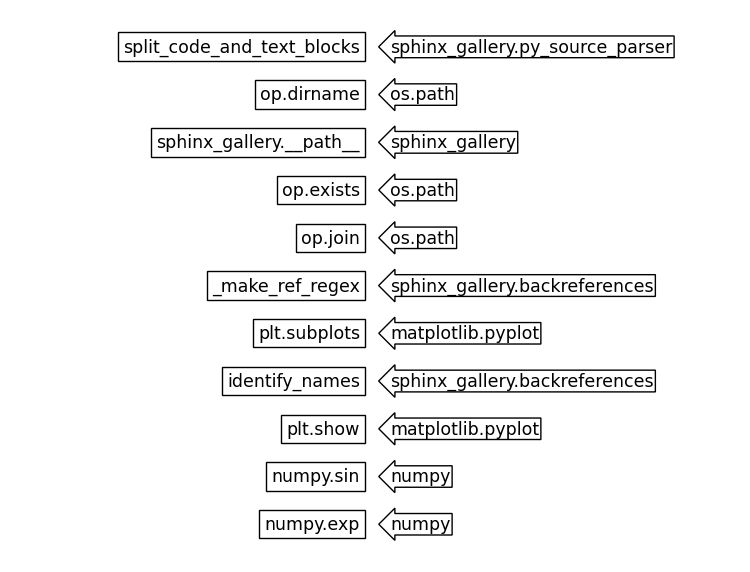 split_code_and_text_blocks sphinx_gallery.py_source_parser
op.dirname os.path
sphinx_gallery.__path__ sphinx_gallery
op.exists os.path
op.join os.path
_make_ref_regex sphinx_gallery.backreferences
plt.subplots matplotlib.pyplot
identify_names sphinx_gallery.backreferences
plt.show matplotlib.pyplot
numpy.sin numpy
numpy.exp numpy